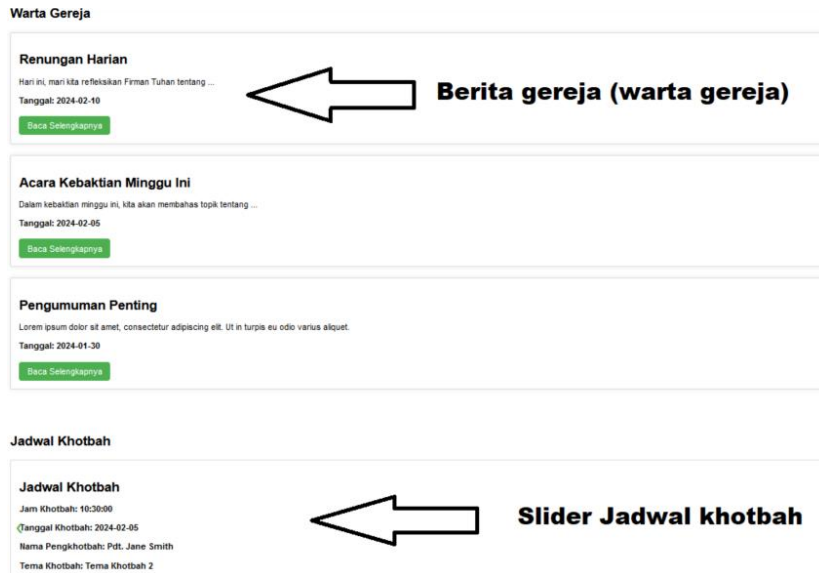 Warta Gereja
Renungan Harian
Hari ini, mari kita refleksikan Firman Tuhan tentang ...
Tanggal: 2024-02-10
Baca Selengkapnya
Berita gereja (warta gereja)
Acara Kebaktian Minggu Ini
Dalam kebaktian minggu ini, kita akan membahas topik tentang ...
Tanggal: 2024-02-05
Baca Selengkapnya
Pengumuman Penting
Lorem ipsum dolor sit amet, consectetur adipiscing elit. Ut in turpis eu odio varius aliquet.
Tanggal: 2024-01-30
Baca Selengkapnya
Jadwal Khotbah
Jadwal Khotbah
Jam Khotbah: 10:30:00
Tanggal Khotbah: 2024-02-05
Nama Pengkhotbah: Pdt. Jane Smith
Tema Khotbah: Tema Khotbah 2
Slider Jadwal khotbah